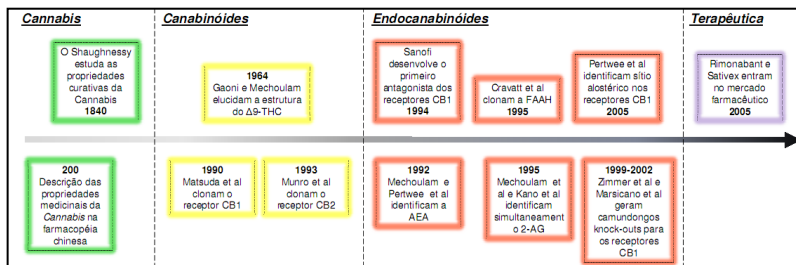 Cannabis
Canabinóides
Endocanabinóides
Terapêutica
O Shaughnessy
estuda as
propriedades
curativas da
Cannabis
1840
1964
Gaoni e Mechoulam
elucidam a estrutura
do Δ9-THC
Sanofi
desenvolve o
primeiro
antagonista dos
receptores CB1
1994
Cravatt et al
clonam a FAAH
1995
Pertwee et al
identificam sítio
alostérico nos
receptores CB1
2005
Rimonabant e
Sativex entram
no mercado
farmacêutico
2005
200
Descrição das
propriedades
medicinais da
Cannabis na
farmacopéia
chinesa
1990
Matsuda et al
clonam o
receptor CB1
1993
Munro et al
clonam o
receptor CB2
1992
Mechoulam e
Pertwee et al
identificam a
AEA
1995
Mechoulam et
al e Kano et al
identificam
simultaneament
o 2-AG
1999-2002
Zimmer et al e
Marsicano et al
geram camundongos
knock-outs para
os receptores
CB1